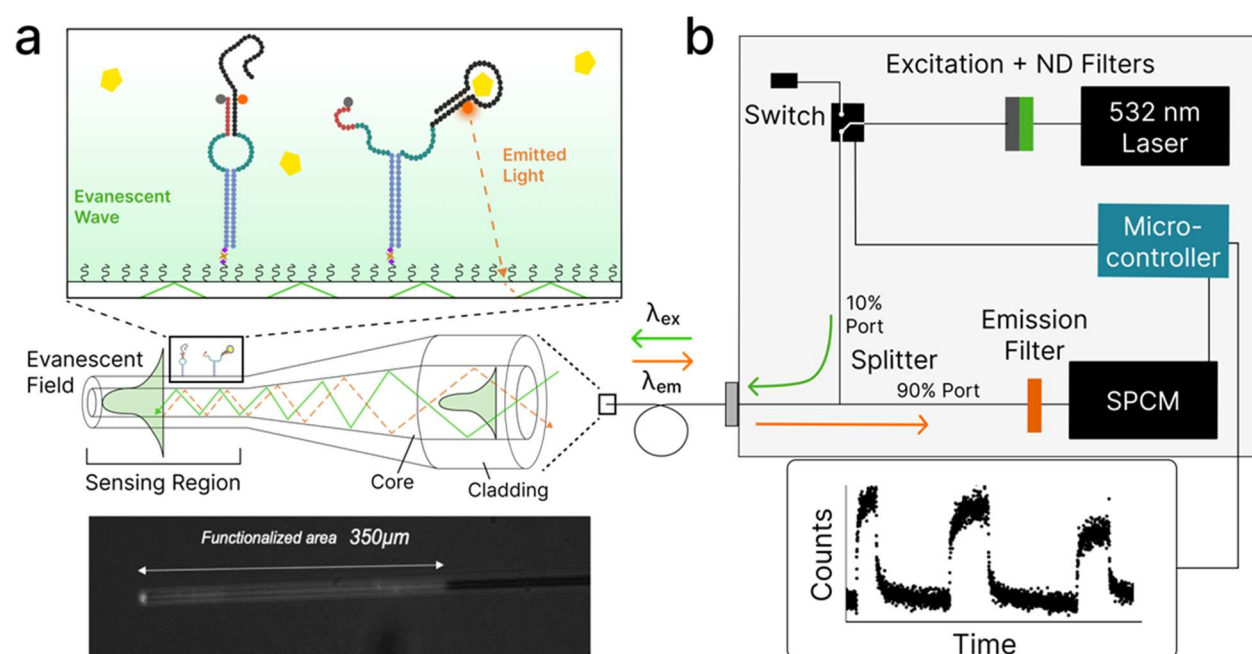 a
Evanescent
Wave
Emitted
Light
Evanescent
Field
Sensing Region
Core
Cladding
Functionalized area 350μm
λex
λem
b
Excitation + ND Filters
Switch
532 nm
Laser
Micro-
controller
10%
Port
Splitter
Emission
Filter
90% Port
SPCM
Counts
Time